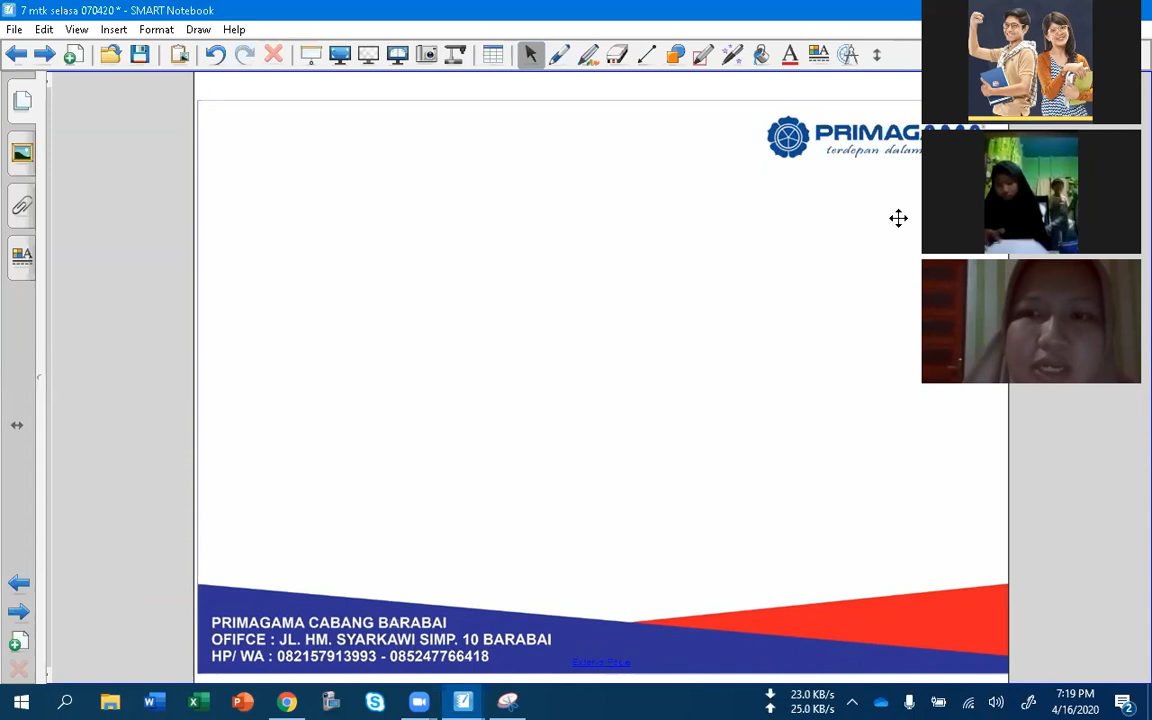 7 mtk selasa 070420 * - SMART Notebook
File Edit View Insert Format Draw Help
PRIMAG
terdepan dalam
PRIMAGAMA CABANG BARABAI
OFIFCE : JL. HM. SYARKAWI SIMP. 10 BARABAI
HP/ WA : 082157913993 - 085247766418
23.0 KB/s
25.0 KB/s
7:19 PM
4/16/2020
2